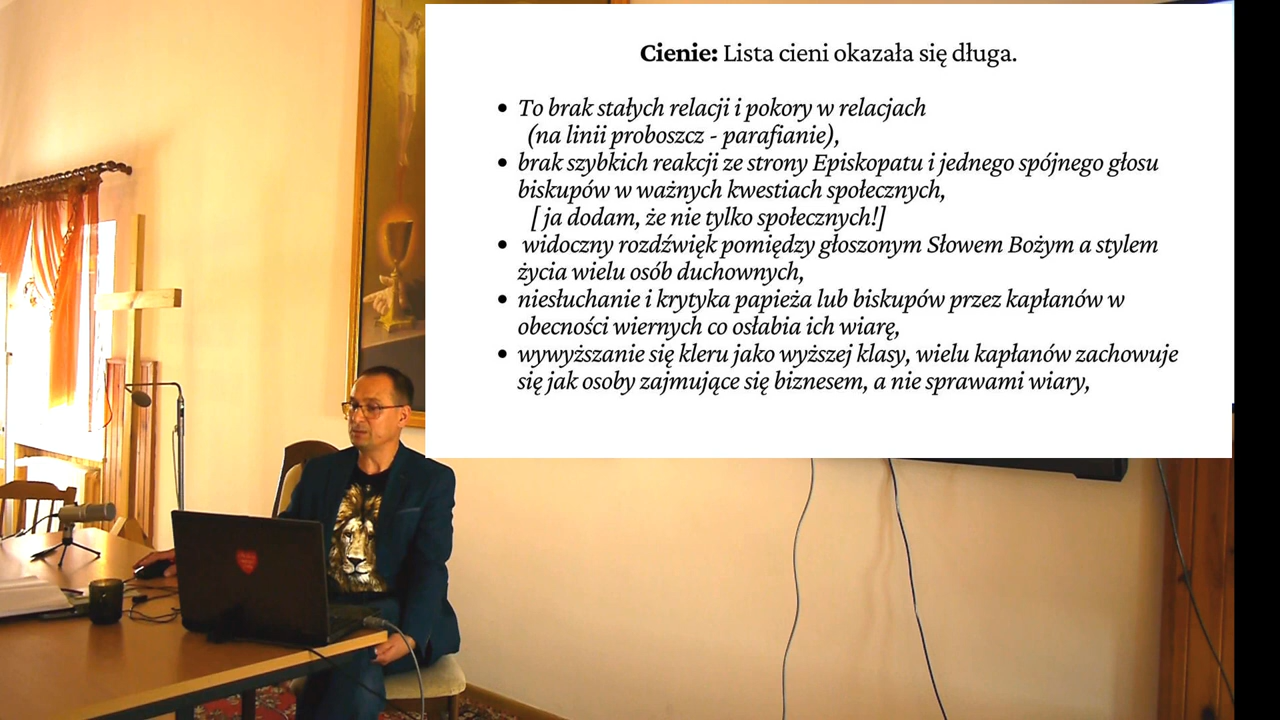 Cienie: Lista cieni okazała się długa.
• To brak stałych relacji i pokory w relacjach
(na linii proboszcz - parafianie),
• brak szybkich reakcji ze strony Episkopatu i jednego spójnego głosu
biskupów w ważnych kwestiach społecznych,
[ ja dodam, że nie tylko społecznych!]
• widoczny rozdźwięk pomiędzy głoszonym Słowem Bożym a stylem
życia wielu osób duchownych,
• niesłuchanie i krytyka papieża lub biskupów przez kapłanów w
obecności wiernych co osłabia ich wiarę,
• wywyższanie się kleru jako wyższej klasy, wielu kapłanów zachowuje
się jak osoby zajmujące się biznesem, a nie sprawami wiary,